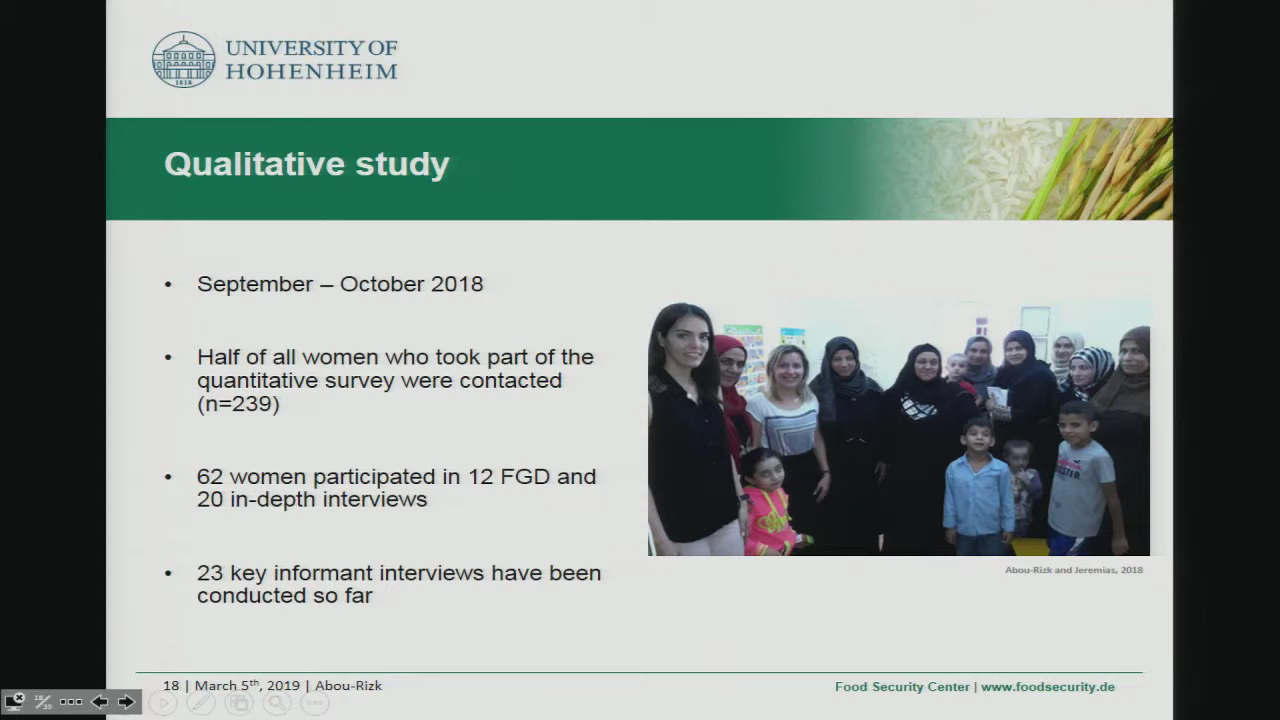 UNIVERSITY OF
HOHENHEIM
Qualitative study
• September – October 2018
• Half of all women who took part of the
quantitative survey were contacted
(n=239)
• 62 women participated in 12 FGD and
20 in-depth interviews
• 23 key informant interviews have been
conducted so far
Abou-Rizk and Jeremias, 2018
18 | March 5th, 2019 | Abou-Rizk
Food Security Center | www.foodsecurity.de
18/35